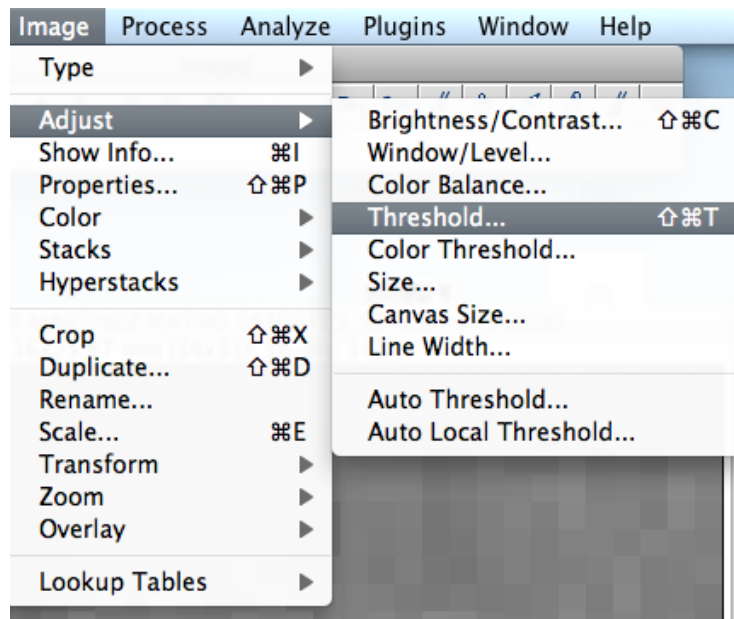 Image Process Analyze Plugins Window Help
Type
Adjust
Show Info... ⌘I
Properties... ⇧⌘P
Color
Stacks
Hyperstacks
Crop ⇧⌘X
Duplicate... ⇧⌘D
Rename...
Scale... ⌘E
Transform
Zoom
Overlay
Lookup Tables
Brightness/Contrast... ⇧⌘C
Window/Level...
Color Balance...
Threshold... ⇧⌘T
Color Threshold...
Size...
Canvas Size...
Line Width...
Auto Threshold...
Auto Local Threshold...